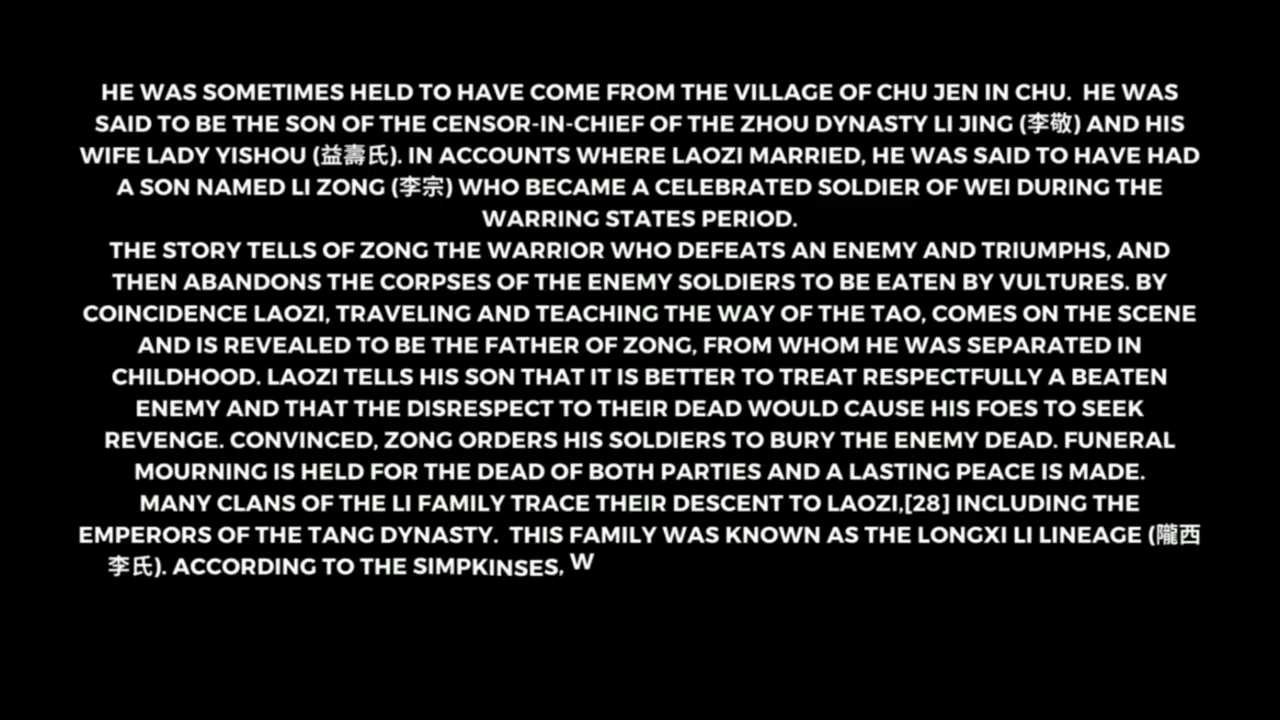 HE WAS SOMETIMES HELD TO HAVE COME FROM THE VILLAGE OF CHU JEN IN CHU.  HE WAS
SAID TO BE THE SON OF THE CENSOR-IN-CHIEF OF THE ZHOU DYNASTY LI JING (李敬) AND HIS
WIFE LADY YISHOU (益壽氏). IN ACCOUNTS WHERE LAOZI MARRIED, HE WAS SAID TO HAVE HAD
A SON NAMED LI ZONG (李宗) WHO BECAME A CELEBRATED SOLDIER OF WEI DURING THE
WARRING STATES PERIOD.
THE STORY TELLS OF ZONG THE WARRIOR WHO DEFEATS AN ENEMY AND TRIUMPHS, AND
THEN ABANDONS THE CORPSES OF THE ENEMY SOLDIERS TO BE EATEN BY VULTURES. BY
COINCIDENCE LAOZI, TRAVELING AND TEACHING THE WAY OF THE TAO, COMES ON THE SCENE
AND IS REVEALED TO BE THE FATHER OF ZONG, FROM WHOM HE WAS SEPARATED IN
CHILDHOOD. LAOZI TELLS HIS SON THAT IT IS BETTER TO TREAT RESPECTFULLY A BEATEN
ENEMY AND THAT THE DISRESPECT TO THEIR DEAD WOULD CAUSE HIS FOES TO SEEK
REVENGE. CONVINCED, ZONG ORDERS HIS SOLDIERS TO BURY THE ENEMY DEAD. FUNERAL
MOURNING IS HELD FOR THE DEAD OF BOTH PARTIES AND A LASTING PEACE IS MADE.
MANY CLANS OF THE LI FAMILY TRACE THEIR DESCENT TO LAOZI,[28] INCLUDING THE
EMPERORS OF THE TANG DYNASTY.  THIS FAMILY WAS KNOWN AS THE LONGXI LI LINEAGE (隴西
李氏). ACCORDING TO THE SIMPKINSES, W